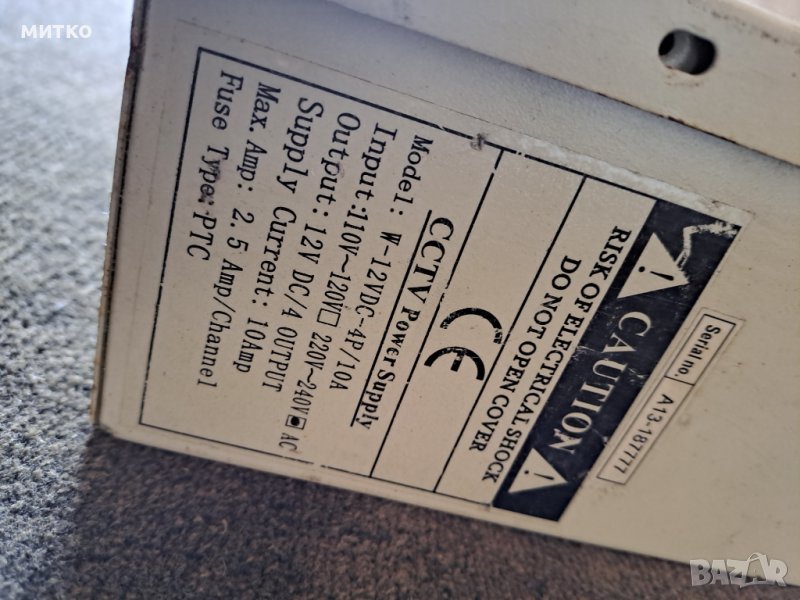 МИТКО
Serial no. A13-187777
! CAUTION !
RISK OF ELECTRICAL SHOCK
DO NOT OPEN COVER
CE
CCTV Power Supply
Model: W-12VDC-4P/10A
Input:110V~120V□ 220V~240V▣ AC
Output: 12V DC/4 OUTPUT
Supply Current: 10Amp
Max. Amp: 2.5 Amp/Channel
Fuse Type: PTC
BAZAR